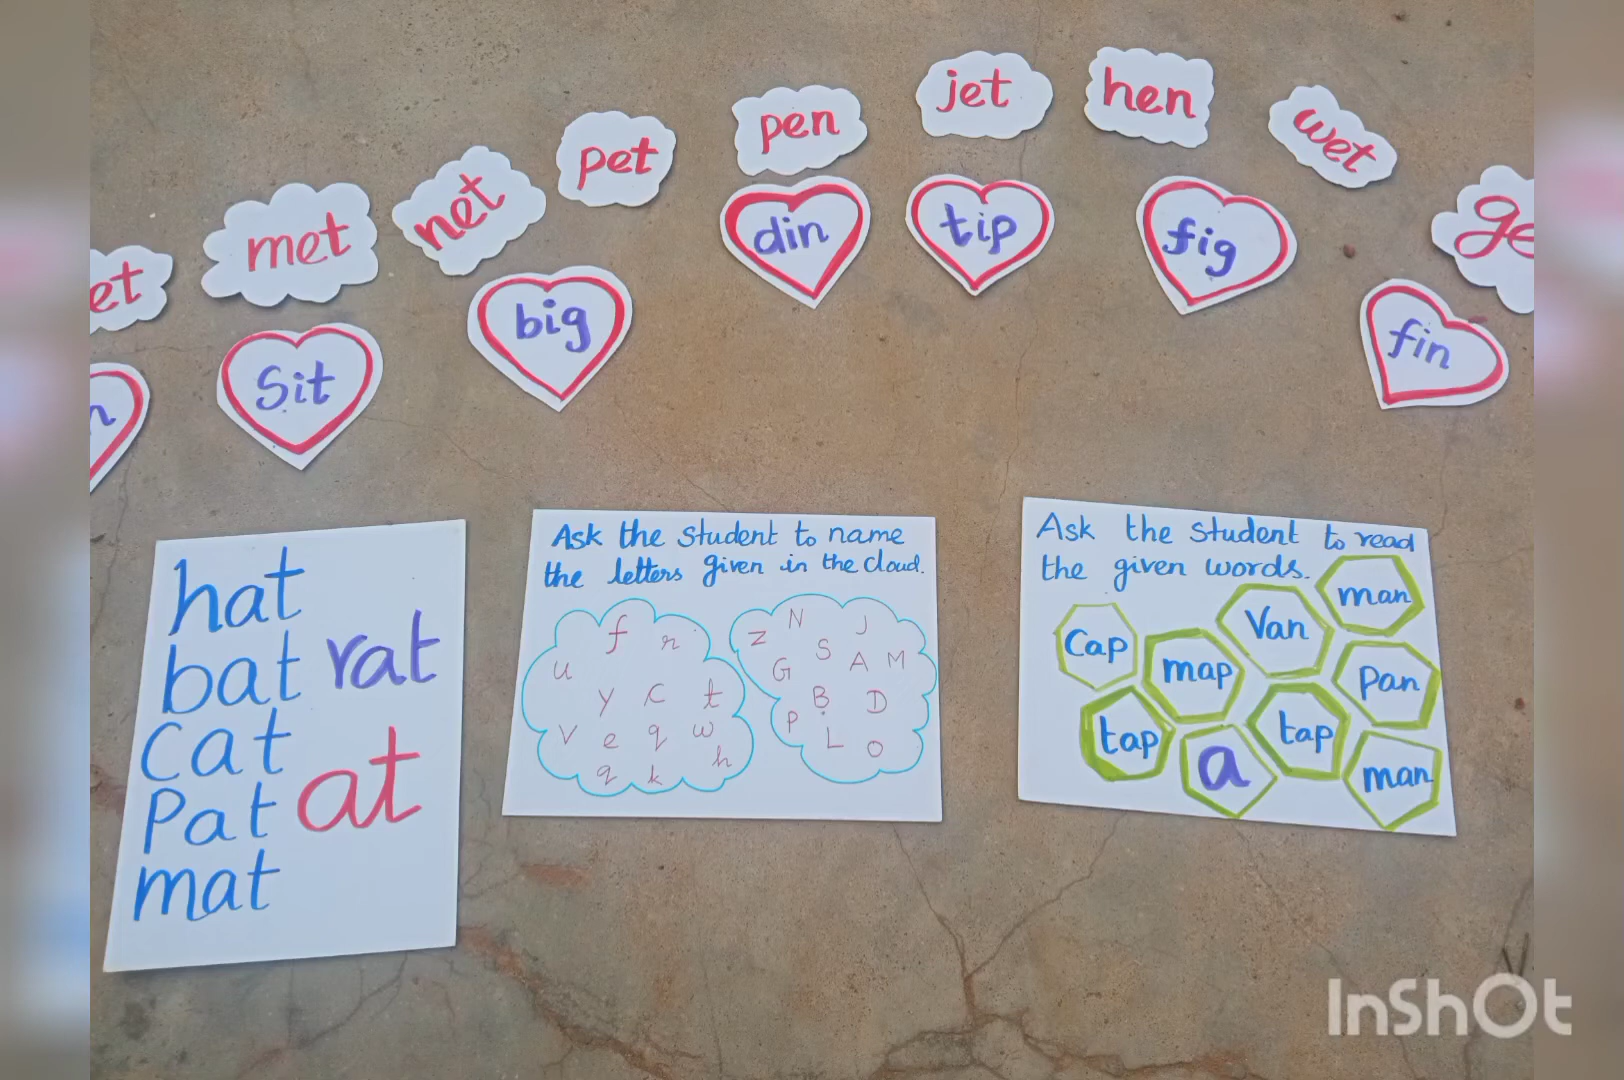 met
net
pet
pen
jet
hen
wet
Sit
big
din
tip
fig
fin
hat
bat rat
Cat
Pat at
mat
Ask the student to name
the letters given in the cloud.
f r
u
y c t
v e q w
q k h
N J
Z S
G A M
B D
P L O
Ask the student to read
the given words.
man
Cap Van
map Pan
tap tap
a man
InShOt